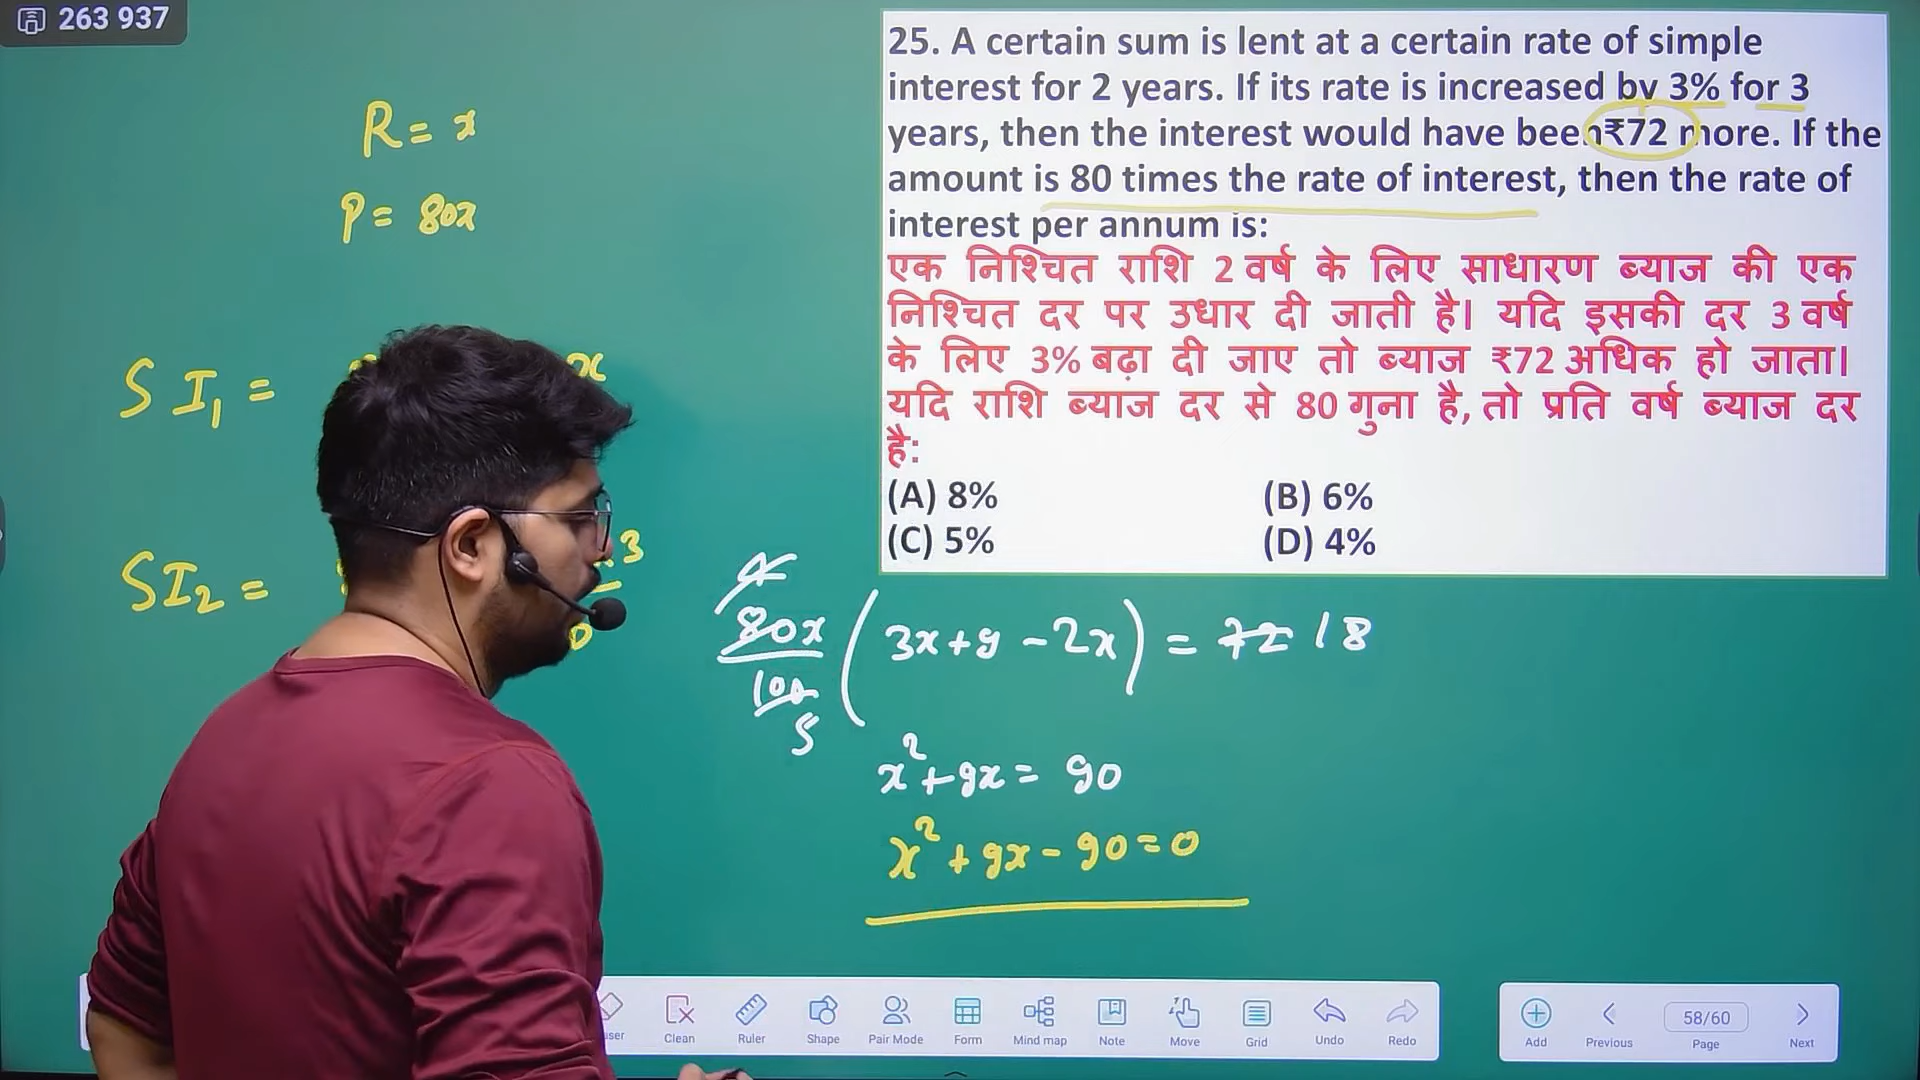 263 937
25. A certain sum is lent at a certain rate of simple
interest for 2 years. If its rate is increased by 3% for 3
years, then the interest would have been ₹72 more. If the
amount is 80 times the rate of interest, then the rate of
interest per annum is:
एक निश्चित राशि 2 वर्ष के लिए साधारण ब्याज की एक
निश्चित दर पर उधार दी जाती है। यदि इसकी दर 3 वर्ष
के लिए 3% बढ़ा दी जाए तो ब्याज ₹72 अधिक हो जाता।
यदि राशि ब्याज दर से 80 गुना है, तो प्रति वर्ष ब्याज दर
है:
(A) 8% (B) 6%
(C) 5% (D) 4%
R = x
P = 80x
SI₁ = x
SI₂ = 3
0
4
80x/100 (3x+9-2x) = 72 18
5
x²+9x = 90
x²+9x-90=0
Clean
Ruler
Shape
Pair Mode
Form
Mind map
Note
Move
Grid
Undo
Redo
Add
Previous
58/60
Page
Next